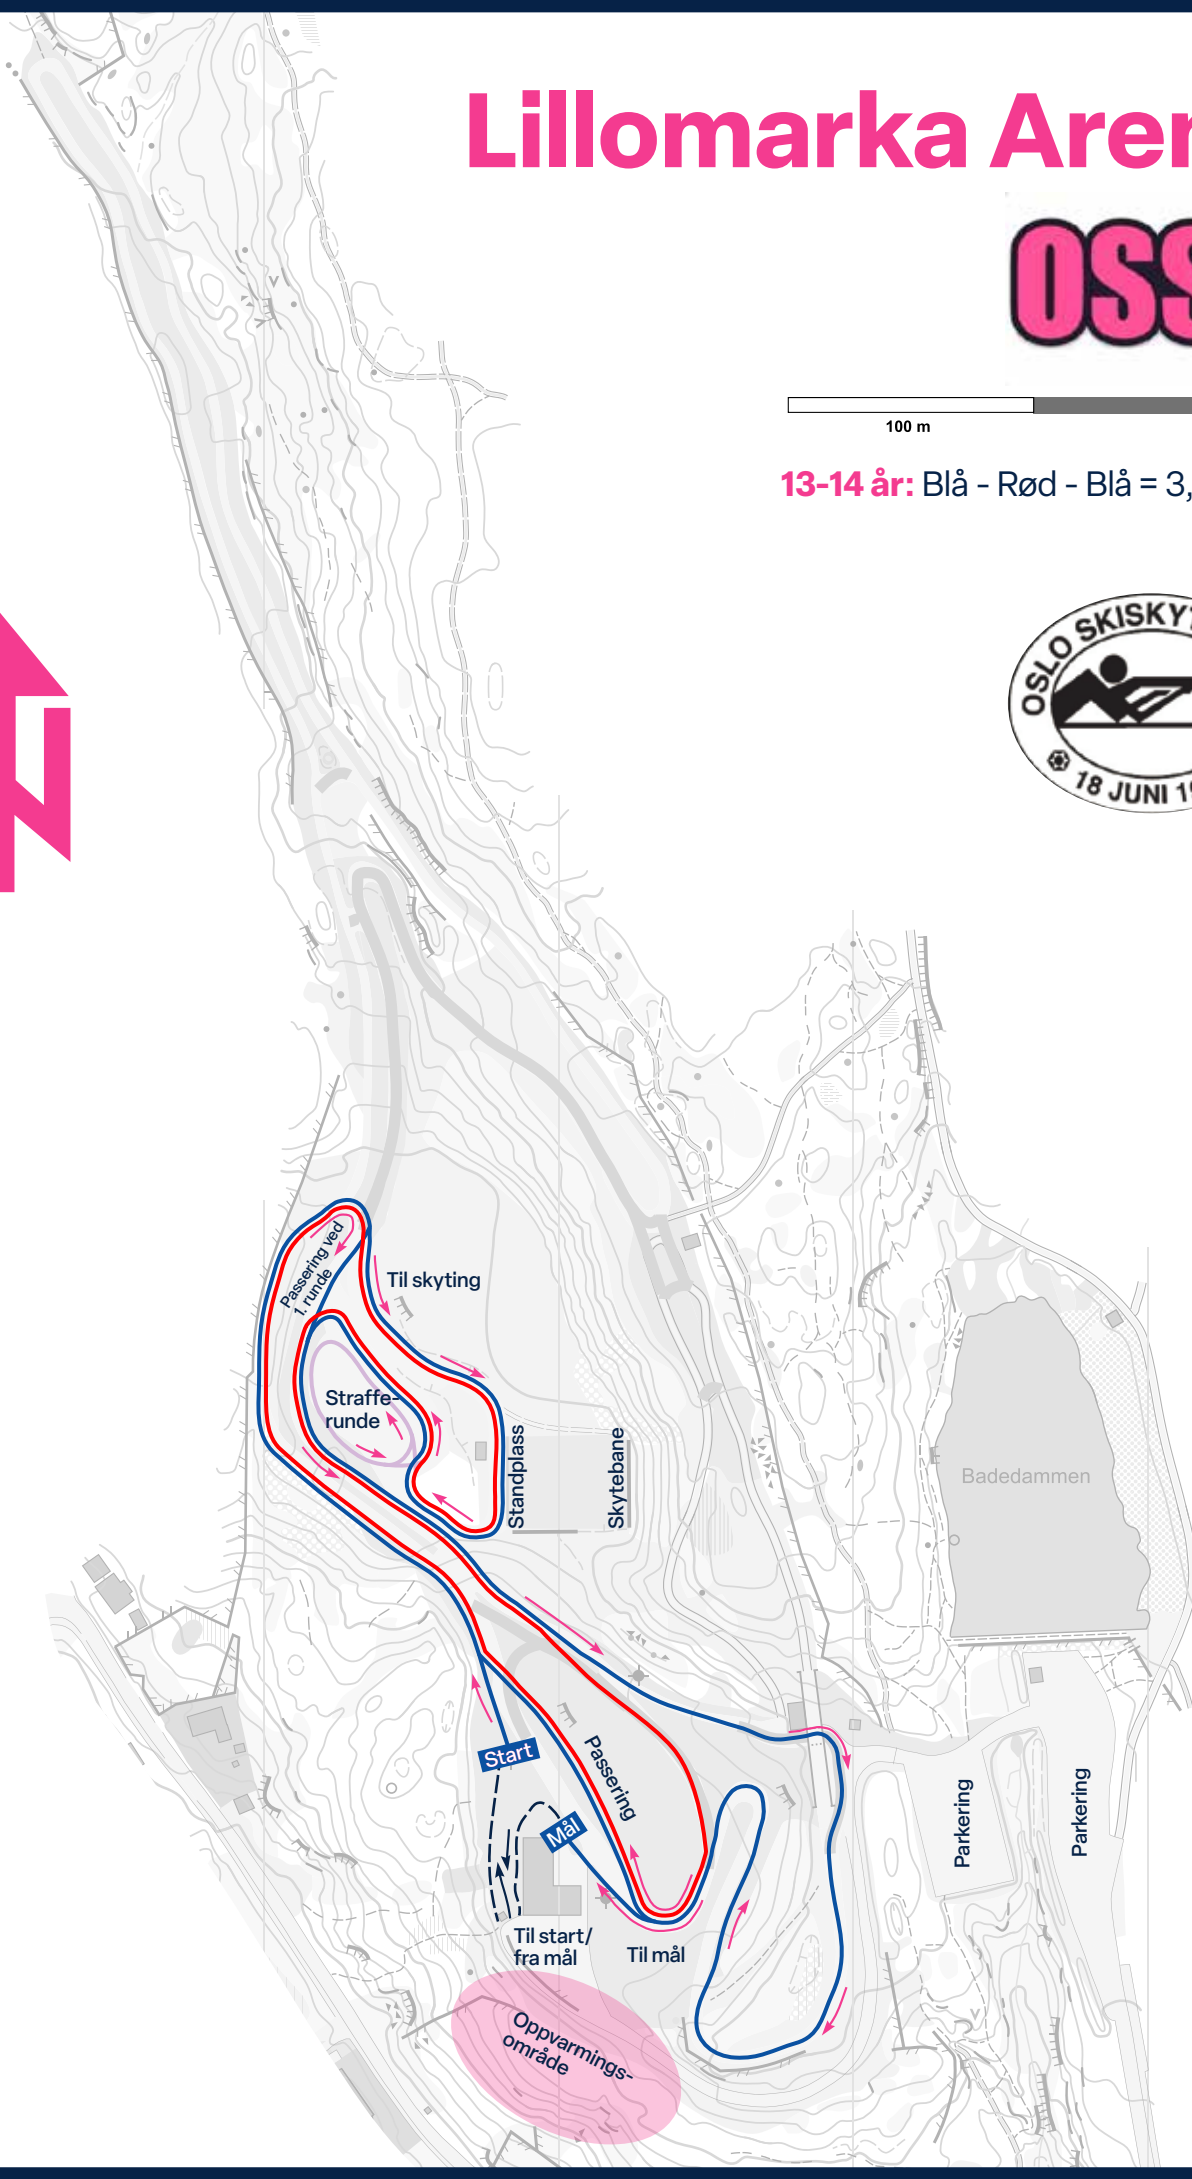 Lillomarka Aren
OSS
100 m
13-14 år: Blå - Rød - Blå = 3,
OSLO SKISKYT
18 JUNI 19
Passering ved
1. runde
Til skyting
Straffe-
runde
Standplass
Skytebane
Badedammen
Start
Passering
Mål
Parkering
Parkering
Til start/
fra mål
Til mål
Oppvarmings-
område